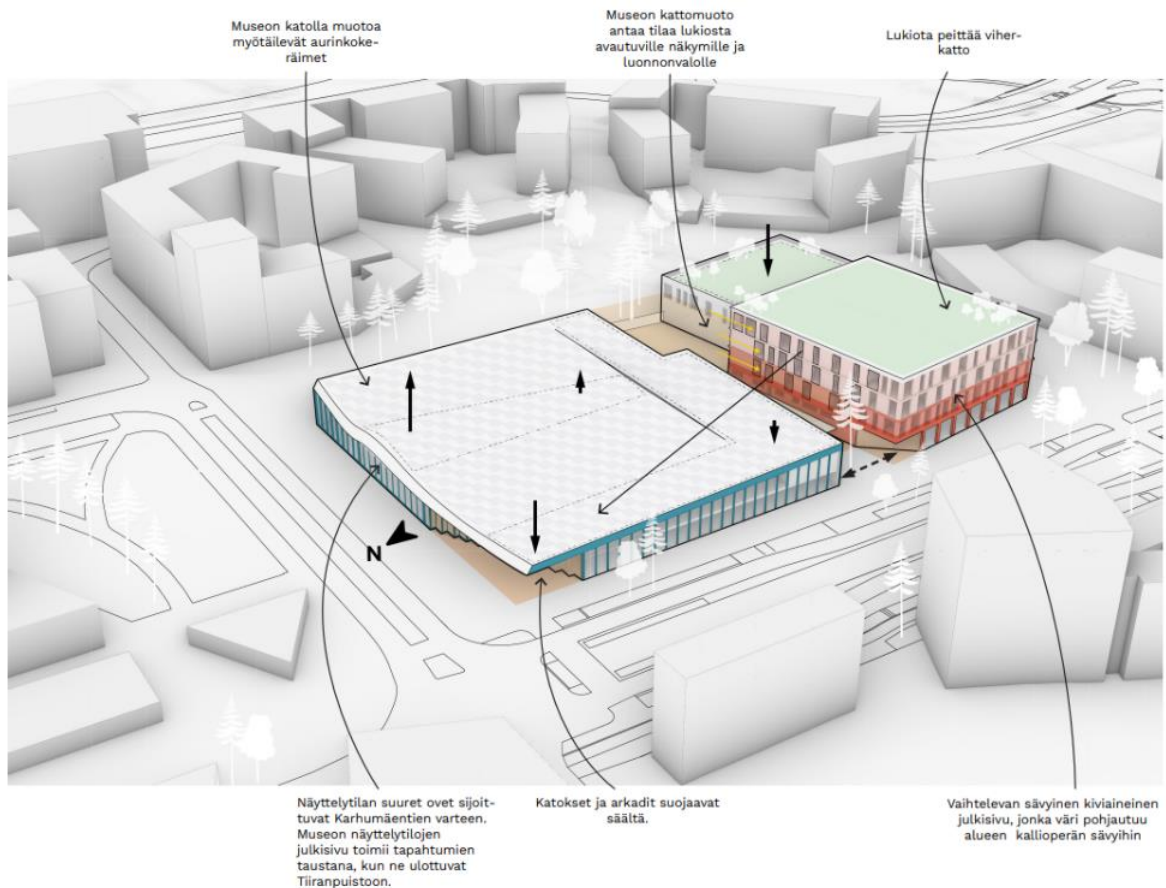 Museon katolla muotoa
myötäilevät aurinkoke-
räimet
Museon kattomuoto
antaa tilaa lukiosta
avautuville näkymille ja
luonnonvalolle
Lukiota peittää viher-
katto
N
Näyttelytilan suuret ovet sijoit-
tuvat Karhumäentien varteen.
Museon näyttelytilojen
julkisivu toimii tapahtumien
taustana, kun ne ulottuvat
Tiiranpuistoon.
Katokset ja arkadit suojaavat
säältä.
Vaihtelevan sävyinen kiviaineinen
julkisivu, jonka väri pohjautuu
alueen kallioperän sävyihin